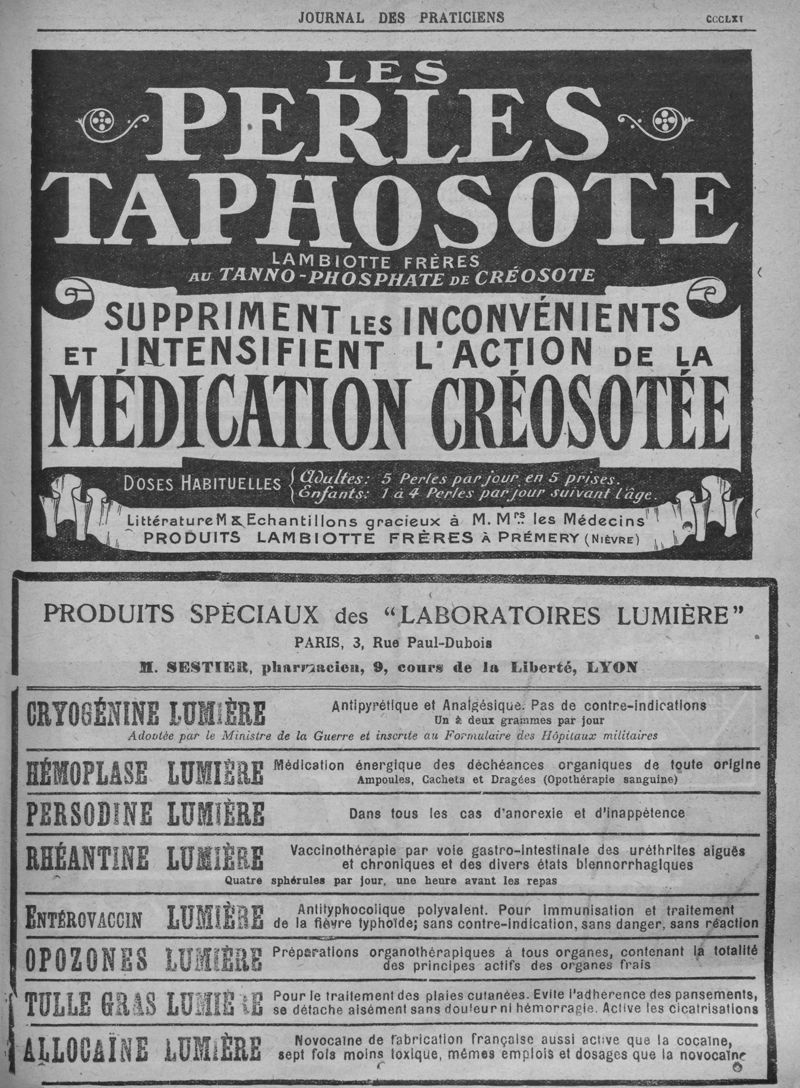 JOURNAL DES PRATICIENS CCCLXI
LES
PERLES
TAPHOSOTE
LAMBIOTTE FRÈRES
AU TANNO-PHOSPHATE DE CRÉOSOTE
SUPPRIMENT LES INCONVÉNIENTS
ET INTENSIFIENT L'ACTION DE LA
MÉDICATION CRÉOSOTÉE
DOSES HABITUELLES
Adultes: 5 Perles par jour en 5 prises.
Enfants: 1 à 4 Perles par jour suivant l'âge.
Littérature M & Echantillons gracieux à M. Mrs les Médecins
PRODUITS LAMBIOTTE FRÈRES À PRÉMERY (NIÈVRE)
PRODUITS SPÉCIAUX des "LABORATOIRES LUMIÈRE"
PARIS, 3, Rue Paul-Dubois
M. SESTIER, pharmacien, 9, cours de la Liberté, LYON
CRYOGÉNINE LUMIÈRE Antipyrétique et Analgésique. Pas de contre-indications
Un à deux grammes par jour
Adoptée par le Ministre de la Guerre et inscrite au Formulaire des Hôpitaux militaires
HÉMOPLASE LUMIÈRE Médication énergique des déchéances organiques de toute origine
Ampoules, Cachets et Dragées (Opothérapie sanguine)
PERSODINE LUMIÈRE Dans tous les cas d'anorexie et d'inappétence
RHÉANTINE LUMIÈRE Vaccinothérapie par voie gastro-intestinale des uréthrites aiguës
et chroniques et des divers états blennorrhagiques
Quatre sphérules par jour, une heure avant les repas
ENTÉROVACCIN LUMIÈRE Antityphocolique polyvalent. Pour immunisation et traitement
de la fièvre typhoïde; sans contre-indication, sans danger, sans réaction
OPOZONES LUMIÈRE Préparations organothérapiques à tous organes, contenant la totalité
des principes actifs des organes frais
TULLE GRAS LUMIÈRE Pour le traitement des plaies cutanées. Evite l'adhérence des pansements,
se détache aisément sans douleur ni hémorragie. Active les cicatrisations
ALLOCAÏNE LUMIÈRE Novocaïne de fabrication française aussi active que la cocaïne,
sept fois moins toxique, mêmes emplois et dosages que la novocaïne